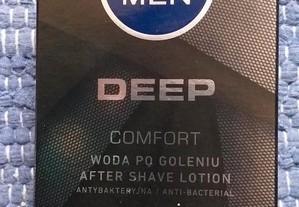 MEN
DEEP
COMFORT
WODA PO GOLENIU
AFTER SHAVE LOTION
ANTYBAKTERYJNA / ANTI-BACTERIAL